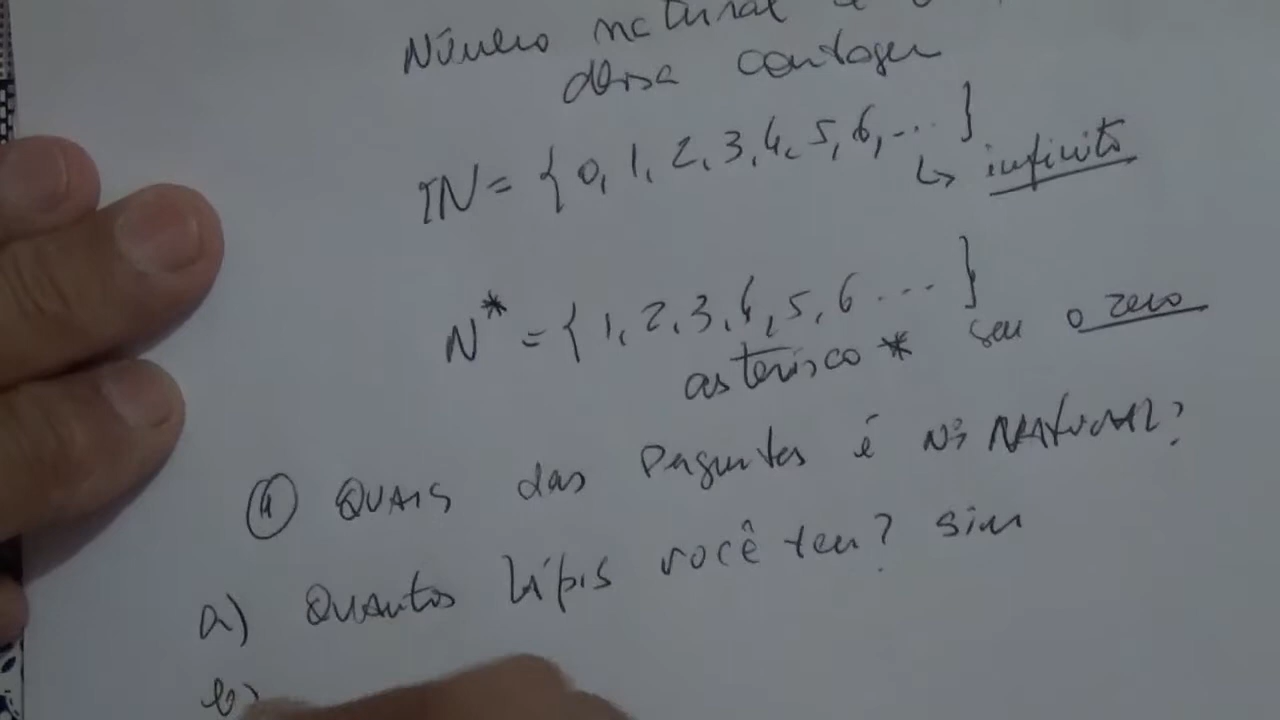 Número natural é
dessa contagem
IN = { 0, 1, 2, 3, 4, 5, 6, ... }
↳ infinito
N* = { 1, 2, 3, 4, 5, 6 ... }
asterisco * sem o zero
① QUAIS das Perguntas é Nº NATURAL?
a) Quantos lápis você tem? sim
b)